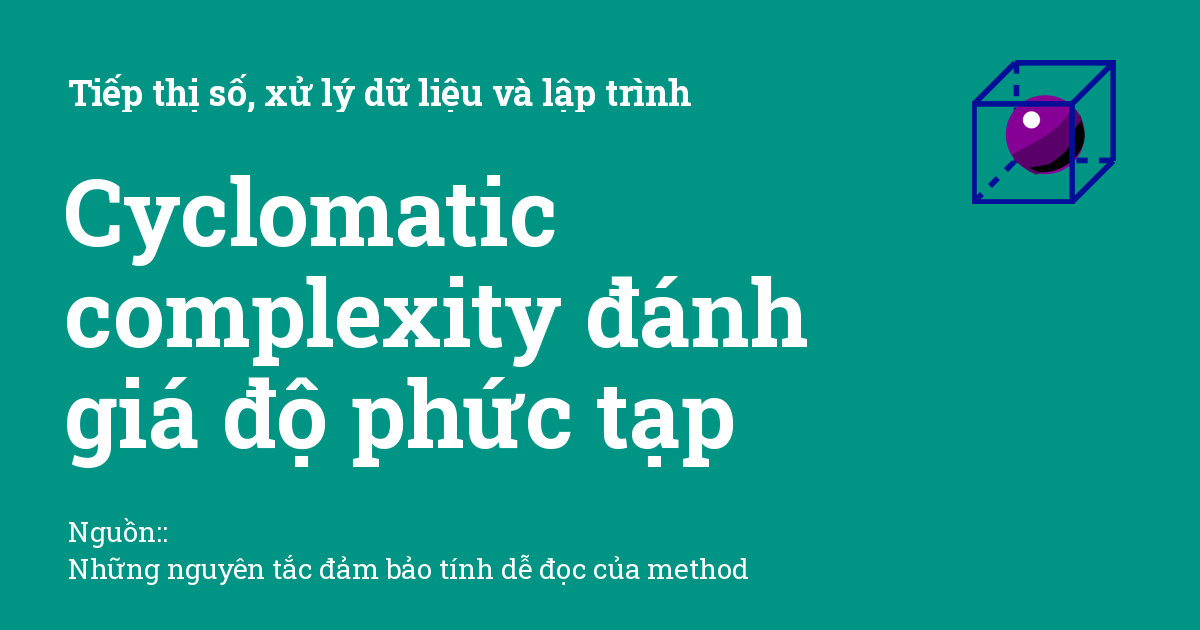 Tiếp thị số, xử lý dữ liệu và lập trình
Cyclomatic
complexity đánh
giá độ phức tạp
Nguồn::
Những nguyên tắc đảm bảo tính dễ đọc của method